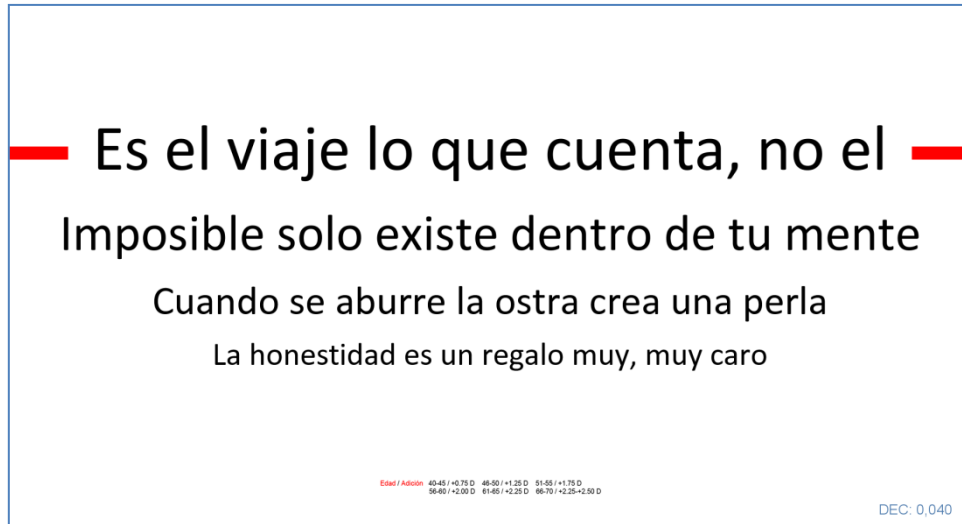 Es el viaje lo que cuenta, no el
Imposible solo existe dentro de tu mente
Cuando se aburre la ostra crea una perla
La honestidad es un regalo muy, muy caro
Edad / Adición 40-45 / +0.75 D 46-50 / +1.25 D 51-55 / +1.75 D
56-60 / +2.00 D 61-65 / +2.25 D 66-70 / +2.25-+2.50 D
DEC: 0,040